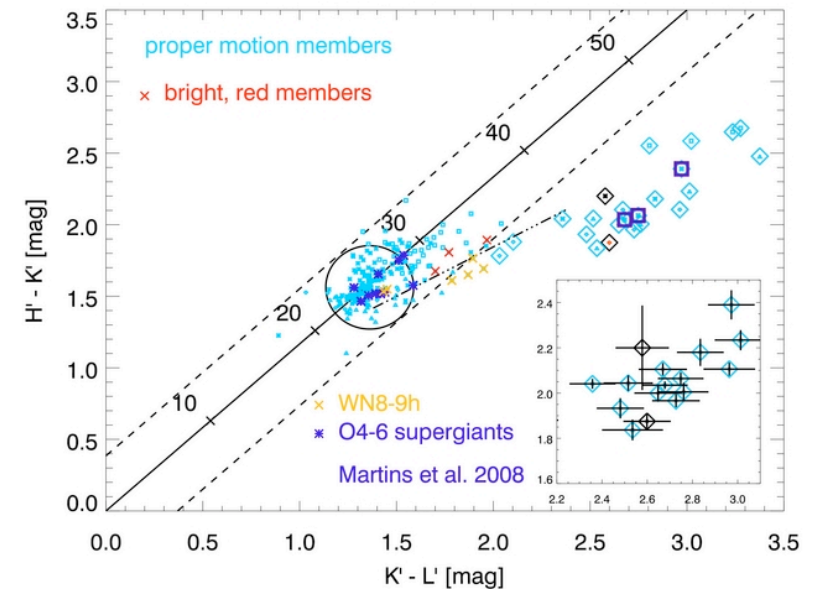 3.5
3.0
2.5
2.0
1.5
1.0
0.5
0.0
H' - K' [mag]
proper motion members
× bright, red members
50
40
30
20
10
× WN8-9h
O4-6 supergiants
Martins et al. 2008
2.4
2.2
2.0
1.8
1.6
2.2 2.4 2.6 2.8 3.0
0.0 0.5 1.0 1.5 2.0 2.5 3.0 3.5
K' - L' [mag]